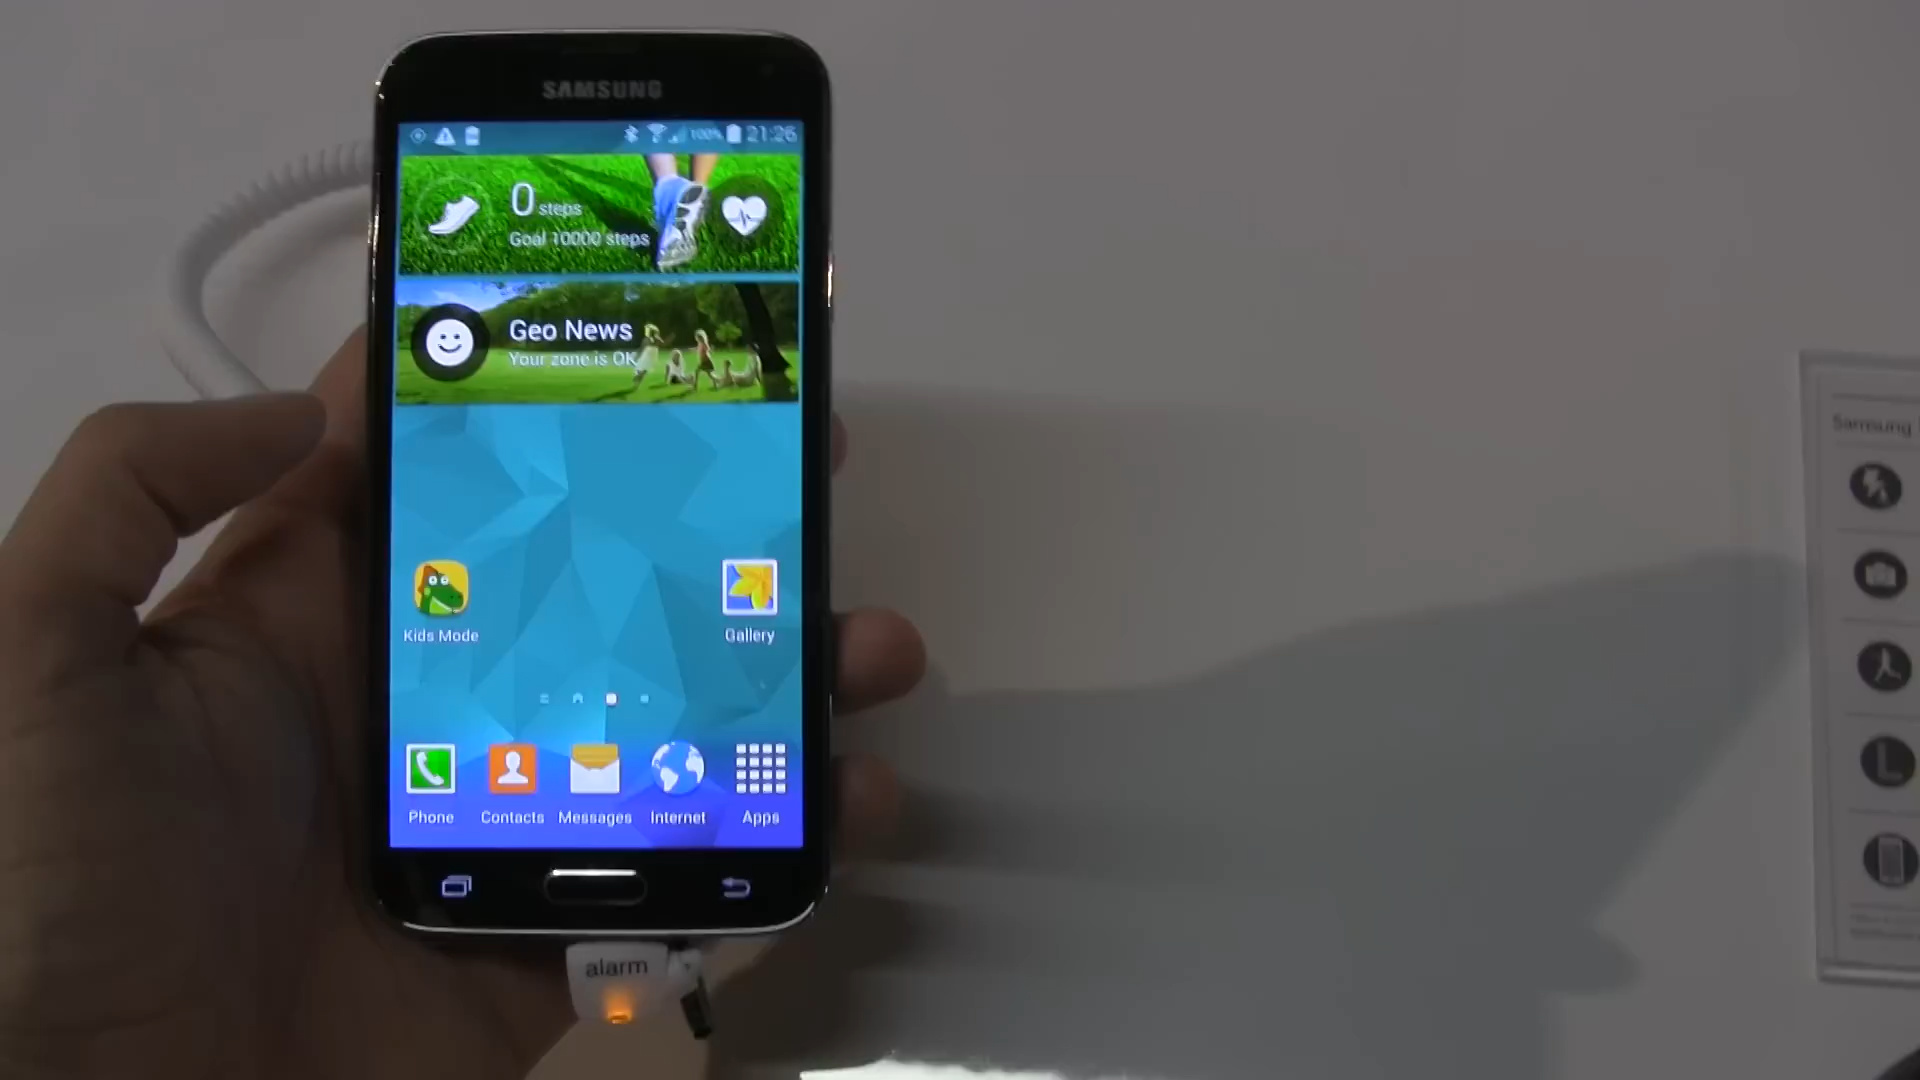 SAMSUNG
100% 21:26
0 steps
Goal 10000 steps
Geo News
Your zone is OK
Kids Mode
Gallery
Phone
Contacts
Messages
Internet
Apps
alarm
Samsung